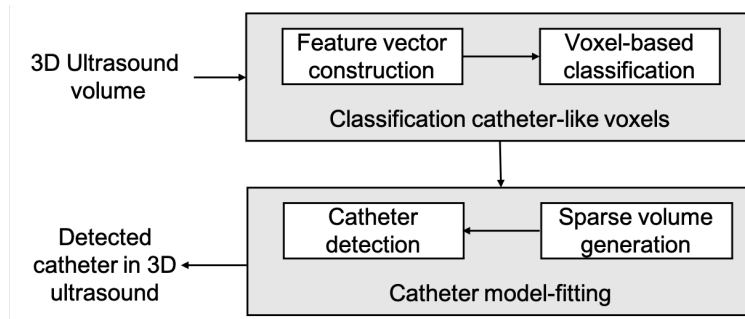 3D Ultrasound
volume
Feature vector
construction
Voxel-based
classification
Classification catheter-like voxels
Detected
catheter in 3D
ultrasound
Catheter
detection
Sparse volume
generation
Catheter model-fitting